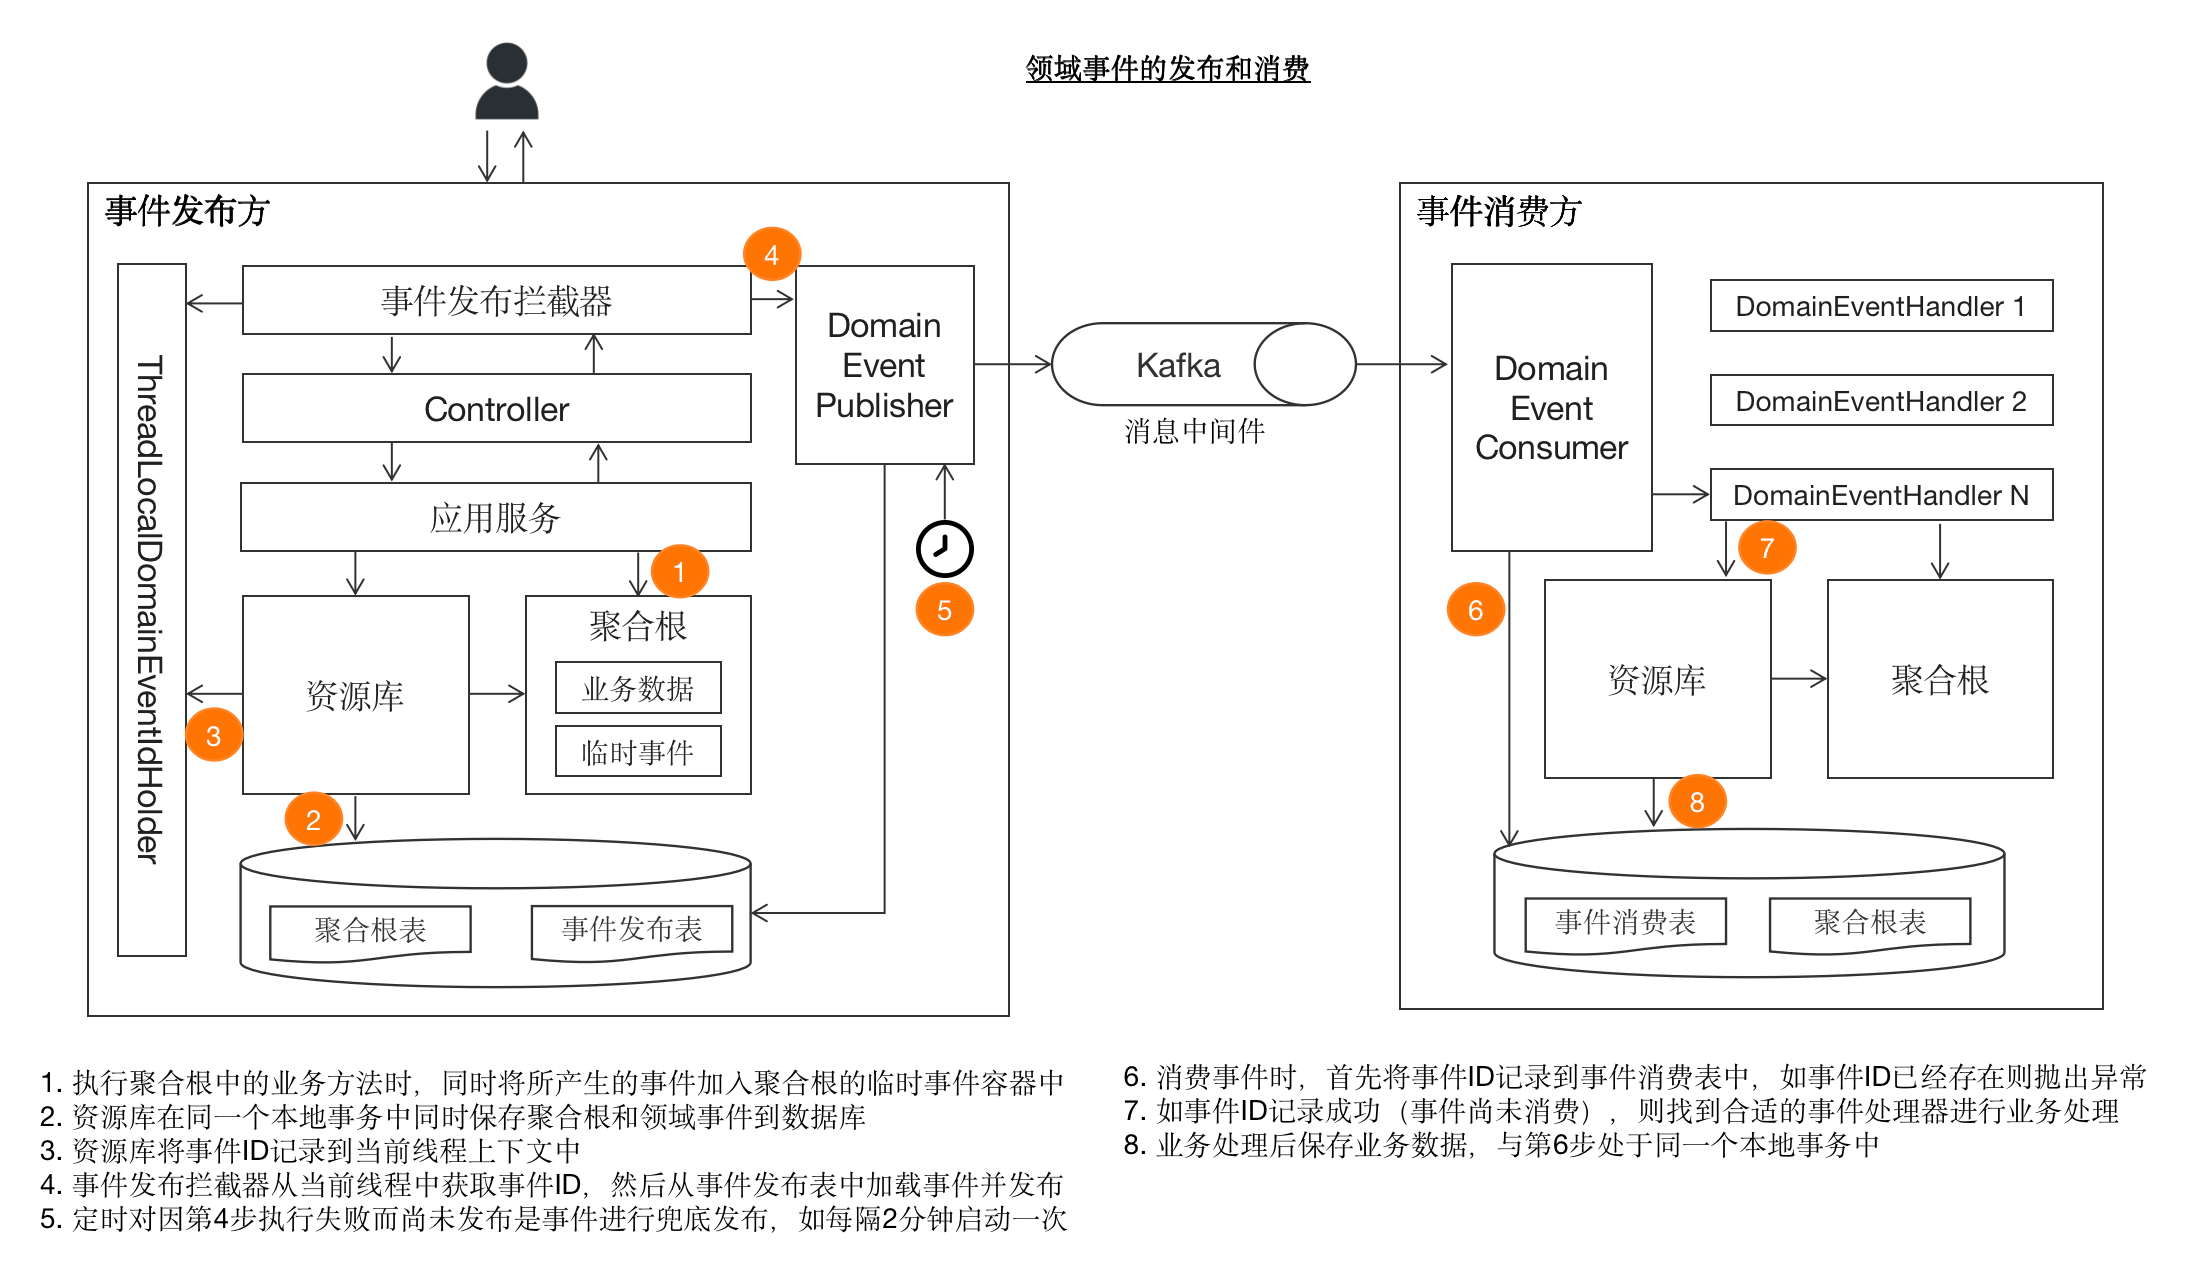 领域事件的发布和消费
事件发布方
4
事件发布拦截器
Domain
Event
Publisher
Controller
应用服务
1
5
ThreadLocalDomainEventIdHolder
资源库
聚合根
业务数据
临时事件
3
2
聚合根表
事件发布表
Kafka
消息中间件
事件消费方
Domain
Event
Consumer
DomainEventHandler 1
DomainEventHandler 2
DomainEventHandler N
7
6
资源库
聚合根
8
事件消费表
聚合根表
1. 执行聚合根中的业务方法时，同时将所产生的事件加入聚合根的临时事件容器中
2. 资源库在同一个本地事务中同时保存聚合根和领域事件到数据库
3. 资源库将事件ID记录到当前线程上下文中
4. 事件发布拦截器从当前线程中获取事件ID，然后从事件发布表中加载事件并发布
5. 定时对因第4步执行失败而尚未发布是事件进行兜底发布，如每隔2分钟启动一次
6. 消费事件时，首先将事件ID记录到事件消费表中，如事件ID已经存在则抛出异常
7. 如事件ID记录成功（事件尚未消费），则找到合适的事件处理器进行业务处理
8. 业务处理后保存业务数据，与第6步处于同一个本地事务中